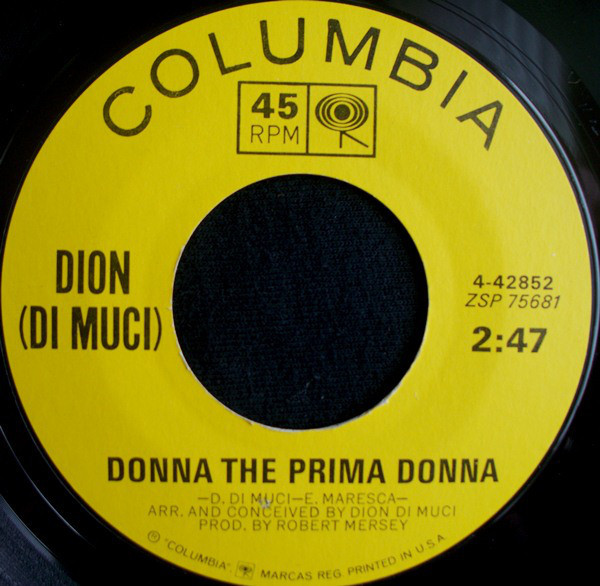 COLUMBIA
45
RPM
DION
(DI MUCI)
4-42852
ZSP 75681
2:47
DONNA THE PRIMA DONNA
—D. DI MUCI—E. MARESCA—
ARR. AND CONCEIVED BY DION DI MUCI
PROD. BY ROBERT MERSEY
® "COLUMBIA". MARCAS REG. PRINTED IN U.S.A.